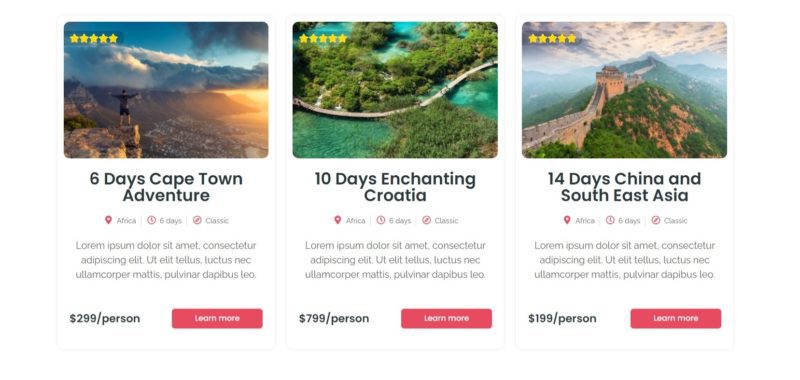 6 Days Cape Town
Adventure
Africa 6 days Classic
Lorem ipsum dolor sit amet, consectetur
adipiscing elit. Ut elit tellus, luctus nec
ullamcorper mattis, pulvinar dapibus leo.
$299/person Learn more
10 Days Enchanting
Croatia
Africa 6 days Classic
Lorem ipsum dolor sit amet, consectetur
adipiscing elit. Ut elit tellus, luctus nec
ullamcorper mattis, pulvinar dapibus leo.
$799/person Learn more
14 Days China and
South East Asia
Africa 6 days Classic
Lorem ipsum dolor sit amet, consectetur
adipiscing elit. Ut elit tellus, luctus nec
ullamcorper mattis, pulvinar dapibus leo.
$199/person Learn more